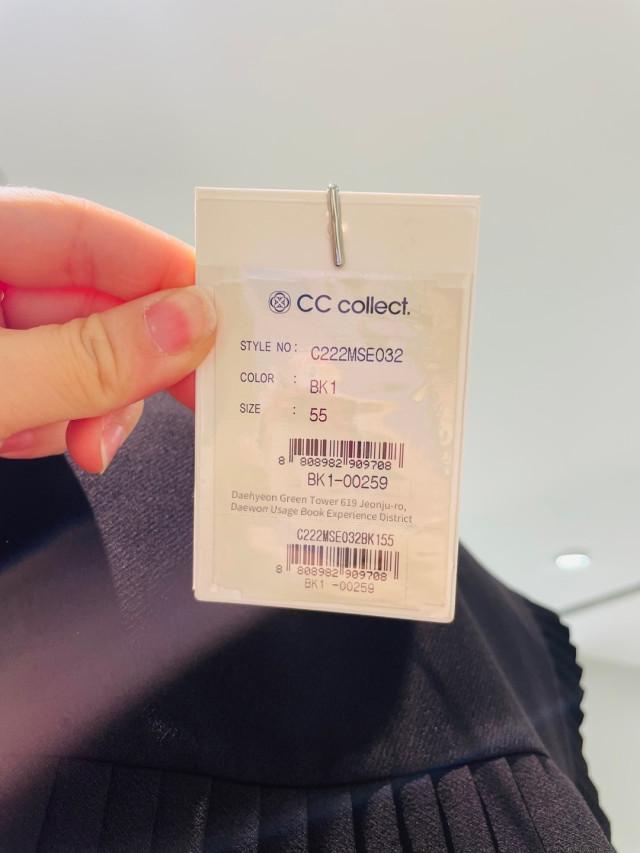 CC collect.
STYLE NO: C222MSE032
COLOR : BK1
SIZE : 55
8 808982 909708
BK1-00259
Daehyeon Green Tower 619 Jeonju-ro,
Daewon Usage Book Experience District
C222MSE032BK155
8 808982 909708
BK1 -00259